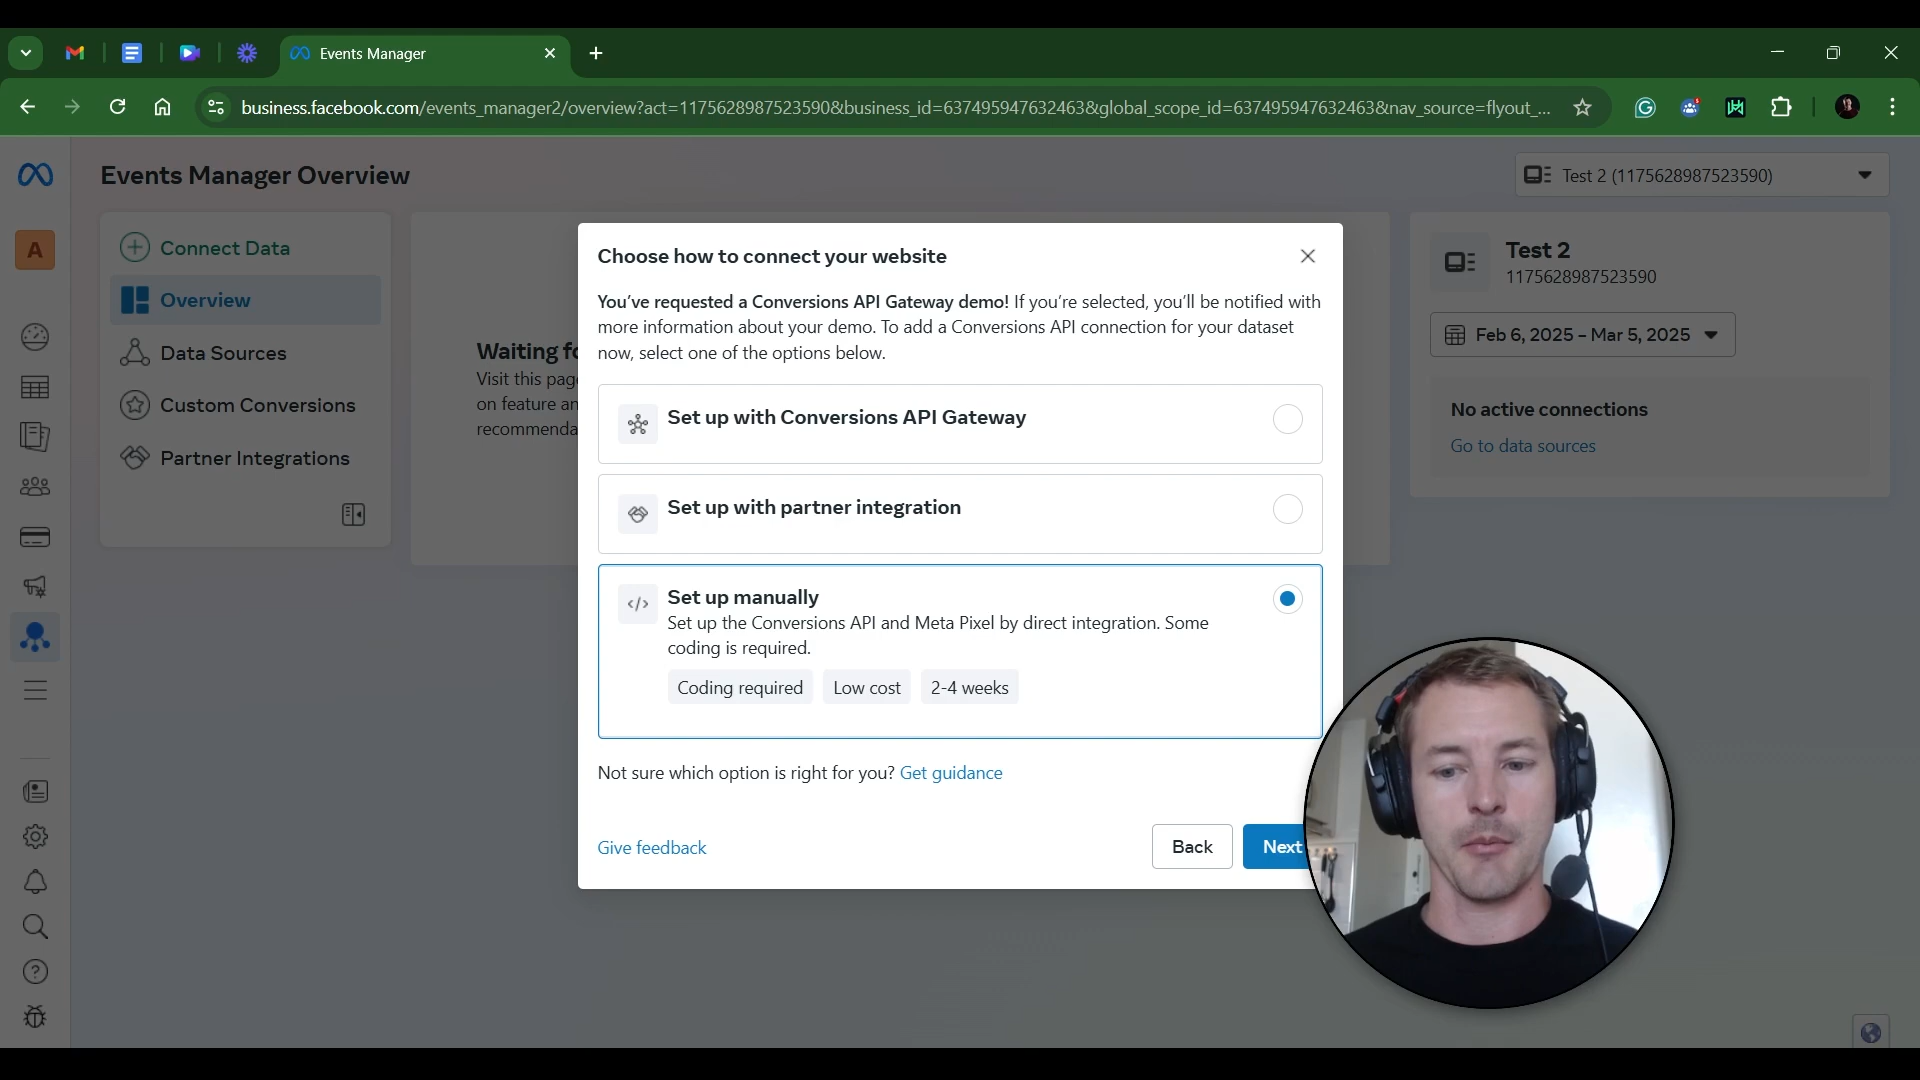 Events Manager
business.facebook.com/events_manager2/overview?act=1175628987523590&business_id=637495947632463&global_scope_id=637495947632463&nav_source=flyout_...
Events Manager Overview
Test 2 (1175628987523590)
A
Connect Data
Overview
Data Sources
Custom Conversions
Partner Integrations
Waiting fo
Visit this pag
on feature an
recommenda
Choose how to connect your website
You've requested a Conversions API Gateway demo! If you're selected, you'll be notified with
more information about your demo. To add a Conversions API connection for your dataset
now, select one of the options below.
Set up with Conversions API Gateway
Set up with partner integration
Set up manually
Set up the Conversions API and Meta Pixel by direct integration. Some
coding is required.
Coding required
Low cost
2-4 weeks
Not sure which option is right for you? Get guidance
Give feedback
Back
Next
Test 2
1175628987523590
Feb 6, 2025 – Mar 5, 2025
No active connections
Go to data sources